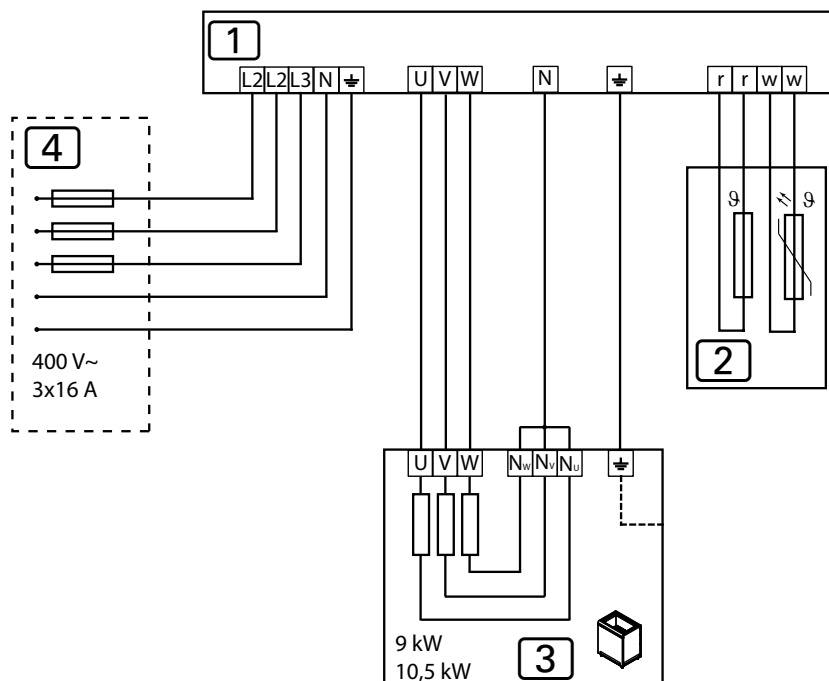 1
L2 L2 L3 N ⏚ U V W N ⏚ r r w w
4
ϑ ϑ
2
400 V~
3x16 A
U V W NW NV NU ⏚
9 kW
10,5 kW
3